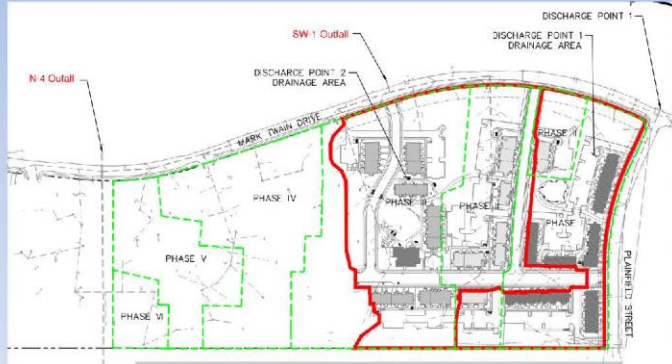 DISCHARGE POINT 1
SW-1 Outfall
DISCHARGE POINT 1
DRAINAGE AREA
N-4 Outfall
DISCHARGE POINT 2
DRAINAGE AREA
MARK TWAIN DRIVE
PHASE II
PHASE IV
PHASE III
PHASE II
PHASE I
PHASE V
PLAINFIELD STREET
PHASE VI